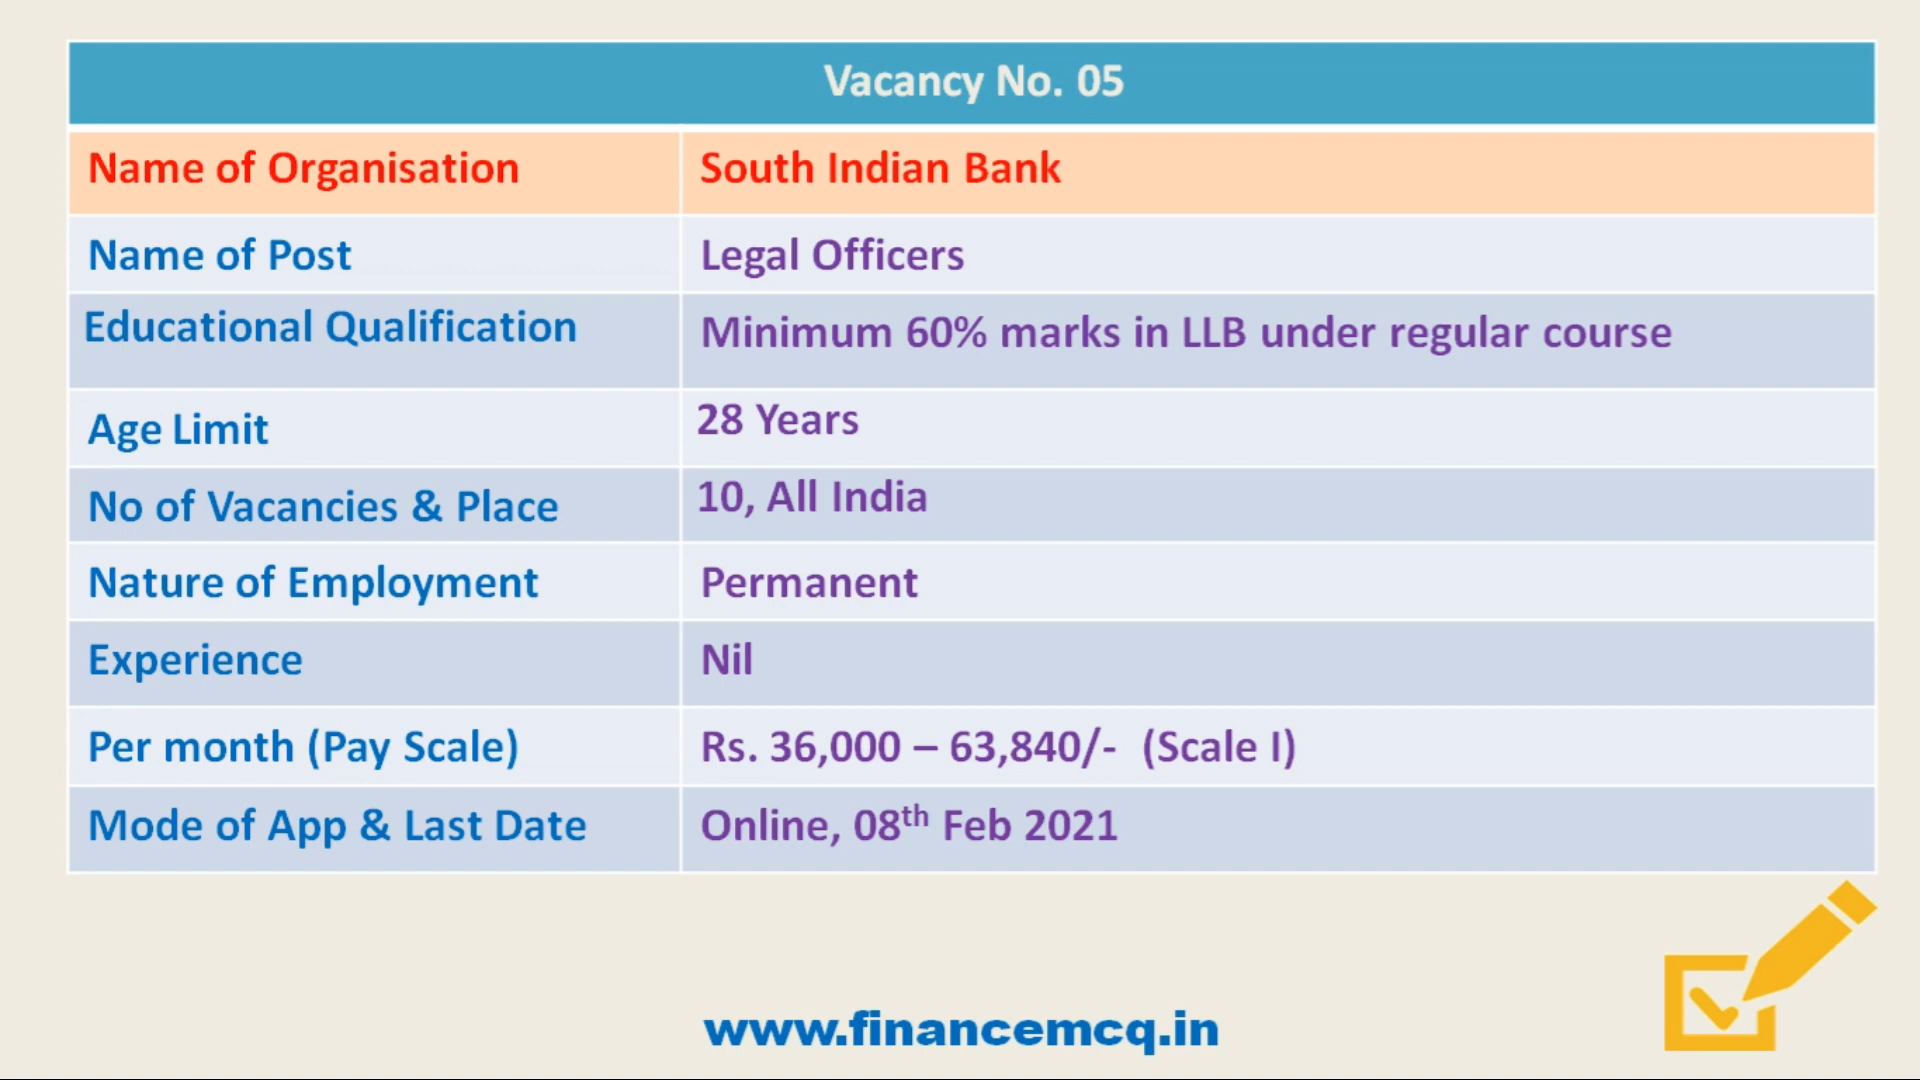 Vacancy No. 05
Name of Organisation South Indian Bank
Name of Post Legal Officers
Educational Qualification Minimum 60% marks in LLB under regular course
Age Limit 28 Years
No of Vacancies & Place 10, All India
Nature of Employment Permanent
Experience Nil
Per month (Pay Scale) Rs. 36,000 – 63,840/- (Scale I)
Mode of App & Last Date Online, 08th Feb 2021
www.financemcq.in